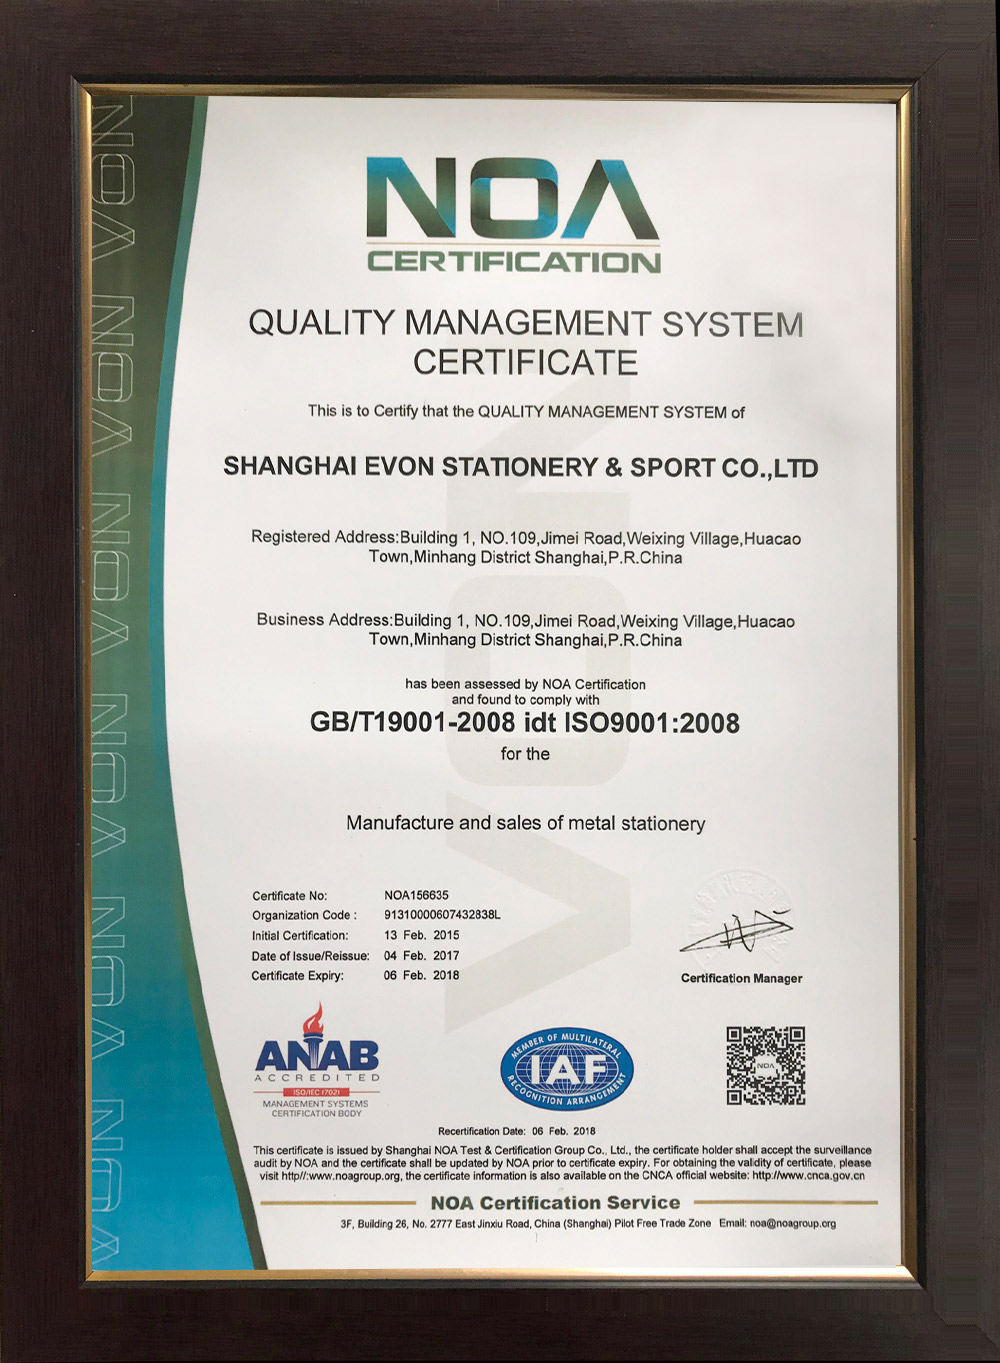 NOA
CERTIFICATION
QUALITY MANAGEMENT SYSTEM
CERTIFICATE
This is to Certify that the QUALITY MANAGEMENT SYSTEM of
SHANGHAI EVON STATIONERY & SPORT CO.,LTD
Registered Address:Building 1, NO.109,Jimei Road,Weixing Village,Huacao
Town,Minhang District Shanghai,P.R.China
Business Address:Building 1, NO.109,Jimei Road,Weixing Village,Huacao
Town,Minhang District Shanghai,P.R.China
has been assessed by NOA Certification
and found to comply with
GB/T19001-2008 idt ISO9001:2008
for the
Manufacture and sales of metal stationery
Certificate No: NOA156635
Organization Code : 91310000607432838L
Initial Certification: 13 Feb. 2015
Date of Issue/Reissue: 04 Feb. 2017
Certificate Expiry: 06 Feb. 2018
Certification Manager
ANAB
ACCREDITED
ISO/IEC 17021
MANAGEMENT SYSTEMS
CERTIFICATION BODY
MEMBER OF MULTILATERAL
IAF
RECOGNITION ARRANGEMENT
NOA
Recertification Date: 06 Feb. 2018
This certificate is issued by Shanghai NOA Test & Certification Group Co., Ltd., the certificate holder shall accept the surveillance
audit by NOA and the certificate shall be updated by NOA prior to certificate expiry. For obtaining the validity of certificate, please
visit http//:www.noagroup.org, the certificate information is also available on the CNCA official website: http://www.cnca.gov.cn
NOA Certification Service
3F, Building 26, No. 2777 East Jinxiu Road, China (Shanghai) Pilot Free Trade Zone Email: noa@noagroup.org